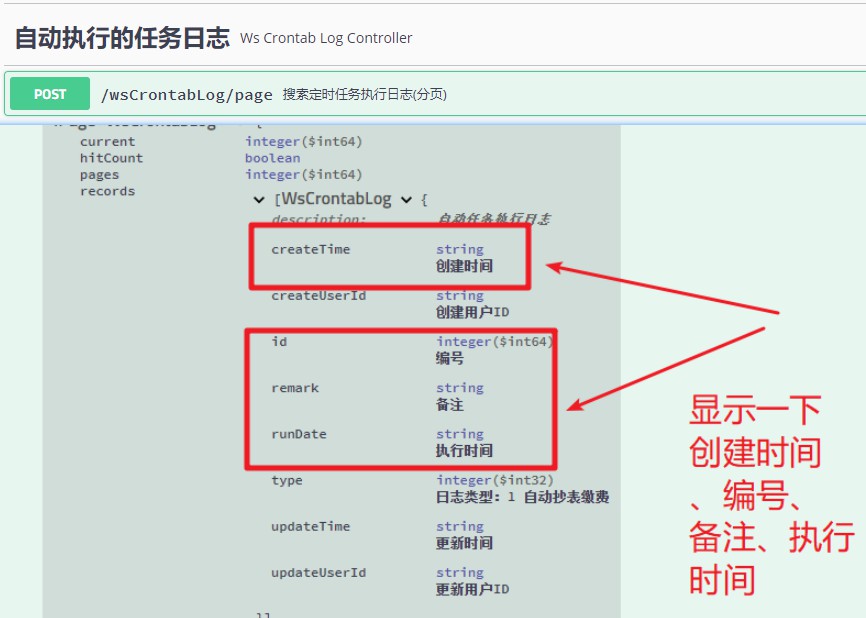 自动执行的任务日志 Ws Crontab Log Controller
POST /wsCrontabLog/page 搜索定时任务执行日志(分页)
current integer($int64)
hitCount boolean
pages integer($int64)
records
[WsCrontabLog {
description: 自动任务执行日志
createTime string
创建时间
createUserId string
创建用户ID
id integer($int64)
编号
remark string
备注
runDate string
执行时间
type integer($int32)
日志类型：1 自动抄表缴费
updateTime string
更新时间
updateUserId string
更新用户ID
}]
显示一下
创建时间
、编号、
备注、执行
时间